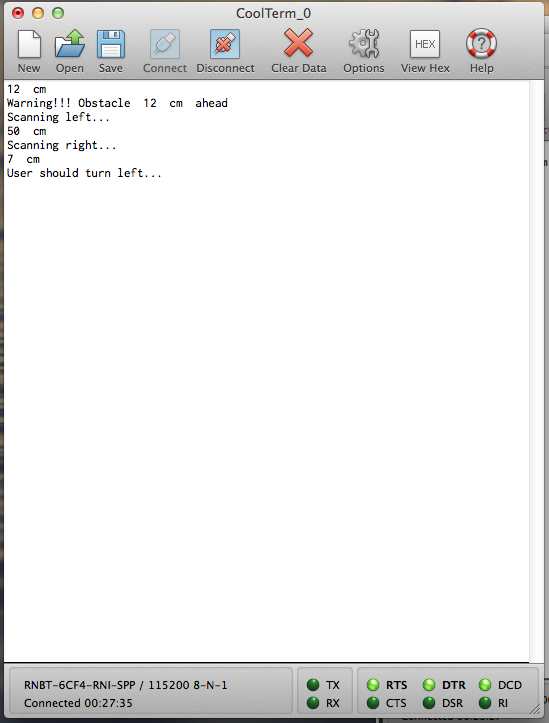 CoolTerm_0
New Open Save Connect Disconnect Clear Data Options HEX View Hex Help
12  cm
Warning!!! Obstacle  12  cm  ahead
Scanning left...
50  cm
Scanning right...
7  cm
User should turn left...
RNBT-6CF4-RNI-SPP / 115200 8-N-1
Connected 00:27:35
TX RTS DTR DCD
RX CTS DSR RI